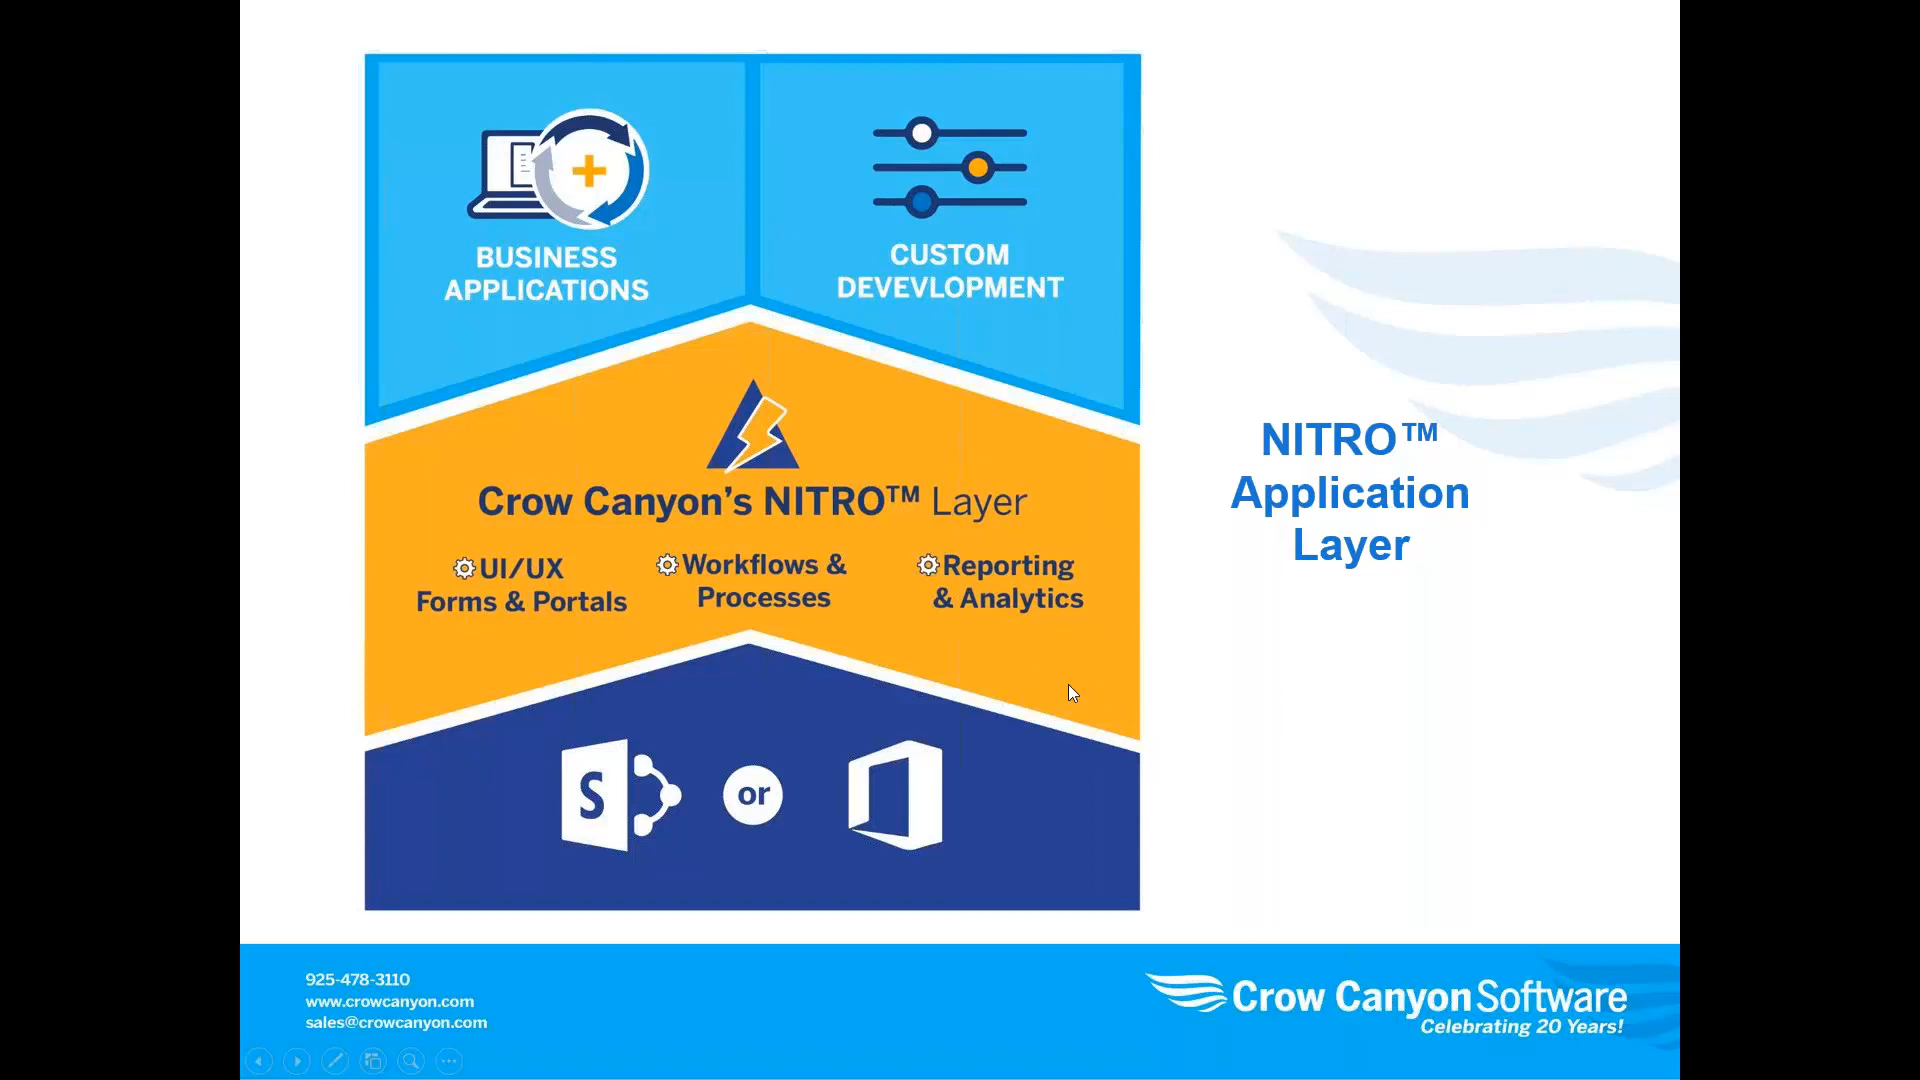 BUSINESS
APPLICATIONS
CUSTOM
DEVEVLOPMENT
Crow Canyon’s NITRO™ Layer
UI/UX
Forms & Portals
Workflows &
Processes
Reporting
& Analytics
S
or
NITRO™
Application
Layer
925-478-3110
www.crowcanyon.com
sales@crowcanyon.com
Crow Canyon Software
Celebrating 20 Years!